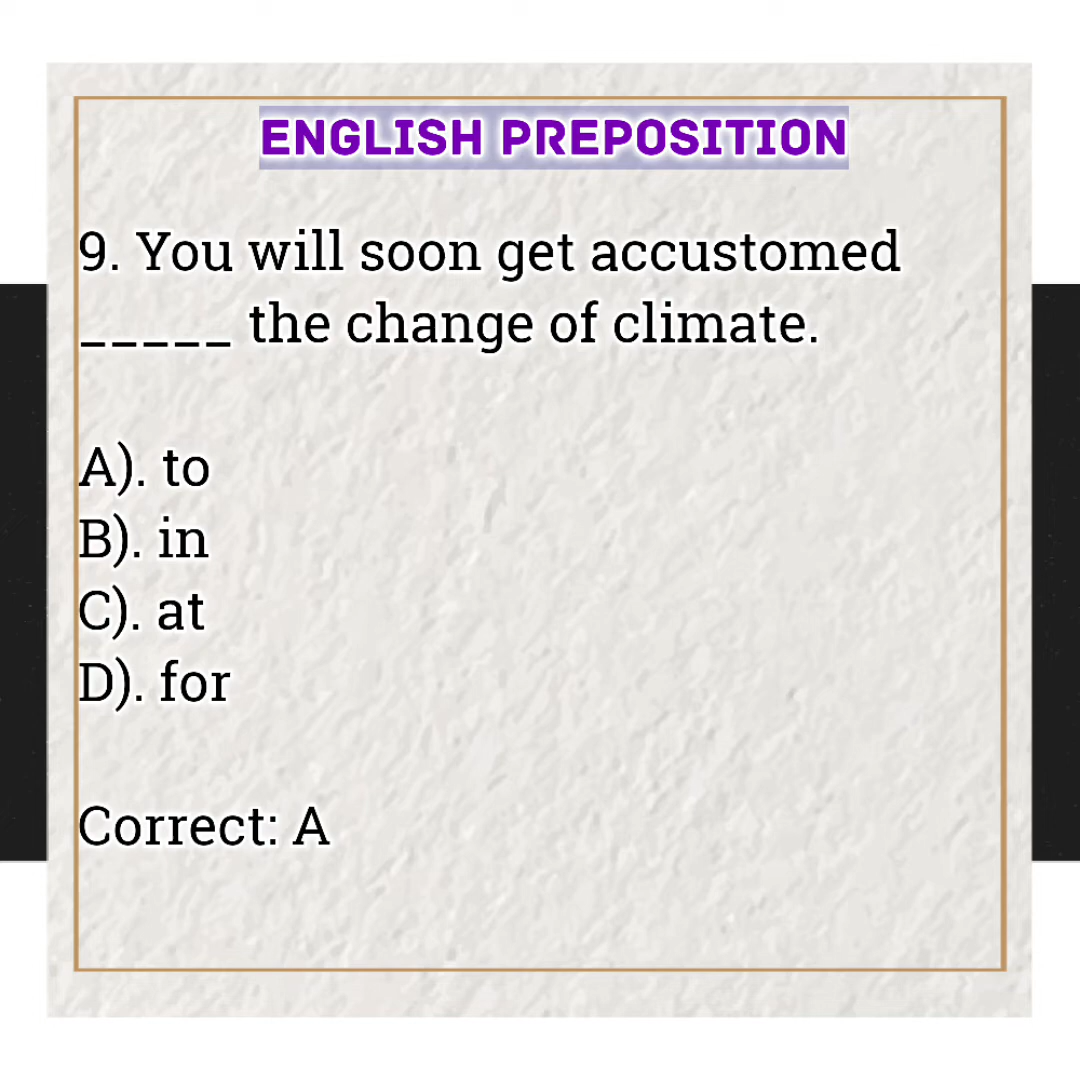 ENGLISH PREPOSITION
9. You will soon get accustomed
_____ the change of climate.
A). to
B). in
C). at
D). for
Correct: A